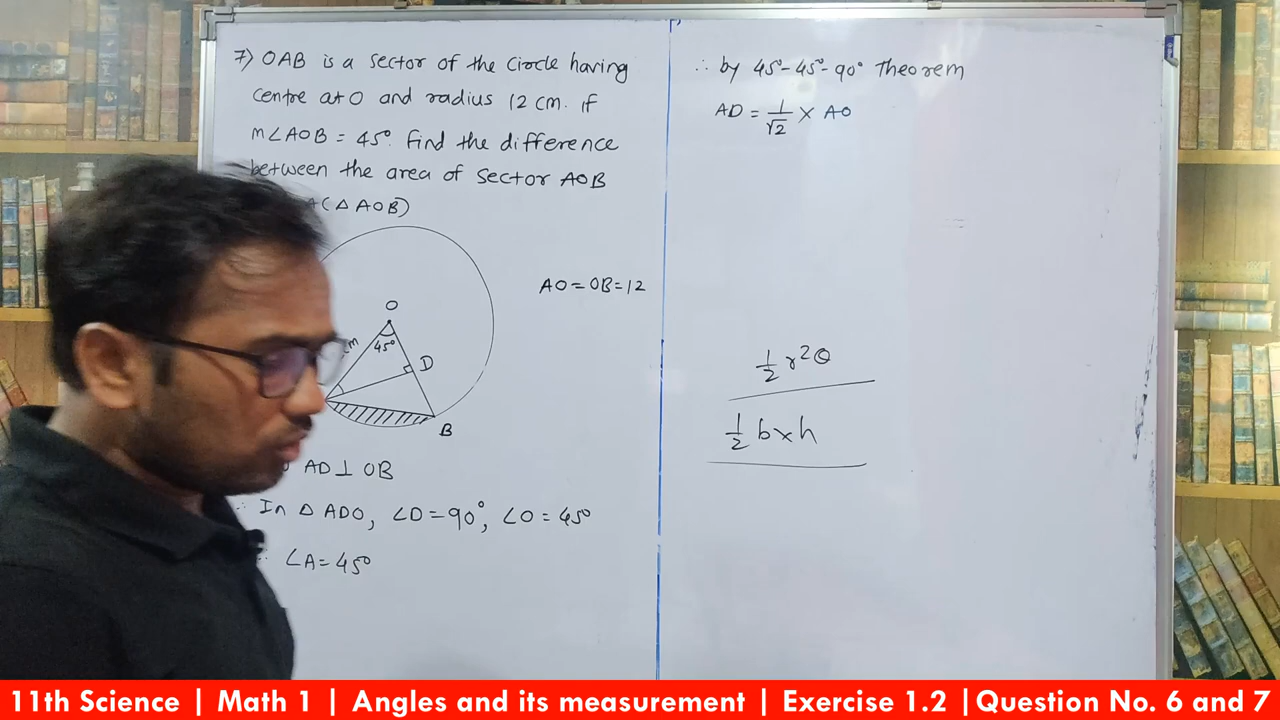 7) OAB is a sector of the Circle having
centre at O and radius 12 cm. if
m∠AOB = 45°. Find the difference
between the area of sector AOB
A(△ AOB)
O
45°
cm
D
B
AO = OB = 12
AD ⊥ OB
∴ In △ ADO, ∠D = 90°, ∠O = 45°
∴ ∠A = 45°
∴ by 45°- 45°- 90° Theorem
AD = 1/√2 × AO
1/2 r²θ
1/2 b×h
11th Science | Math 1 | Angles and its measurement | Exercise 1.2 |Question No. 6 and 7